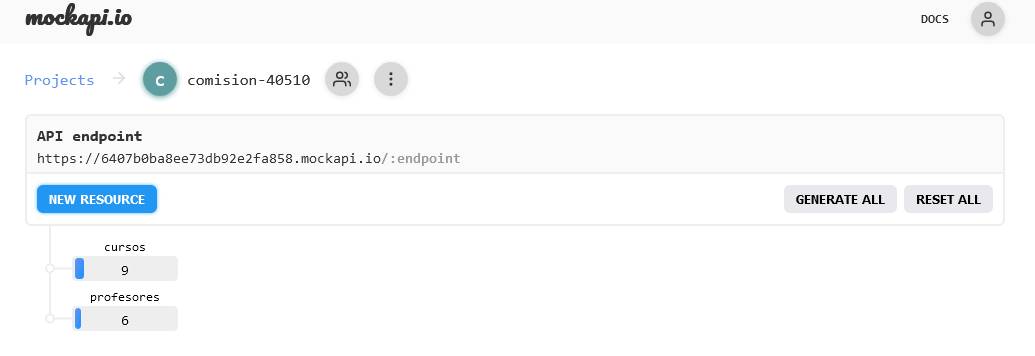 mockapi.io
DOCS
Projects
C
comision-40510
API endpoint
https://6407b0ba8ee73db92e2fa858.mockapi.io/:endpoint
NEW RESOURCE
GENERATE ALL
RESET ALL
cursos
9
profesores
6